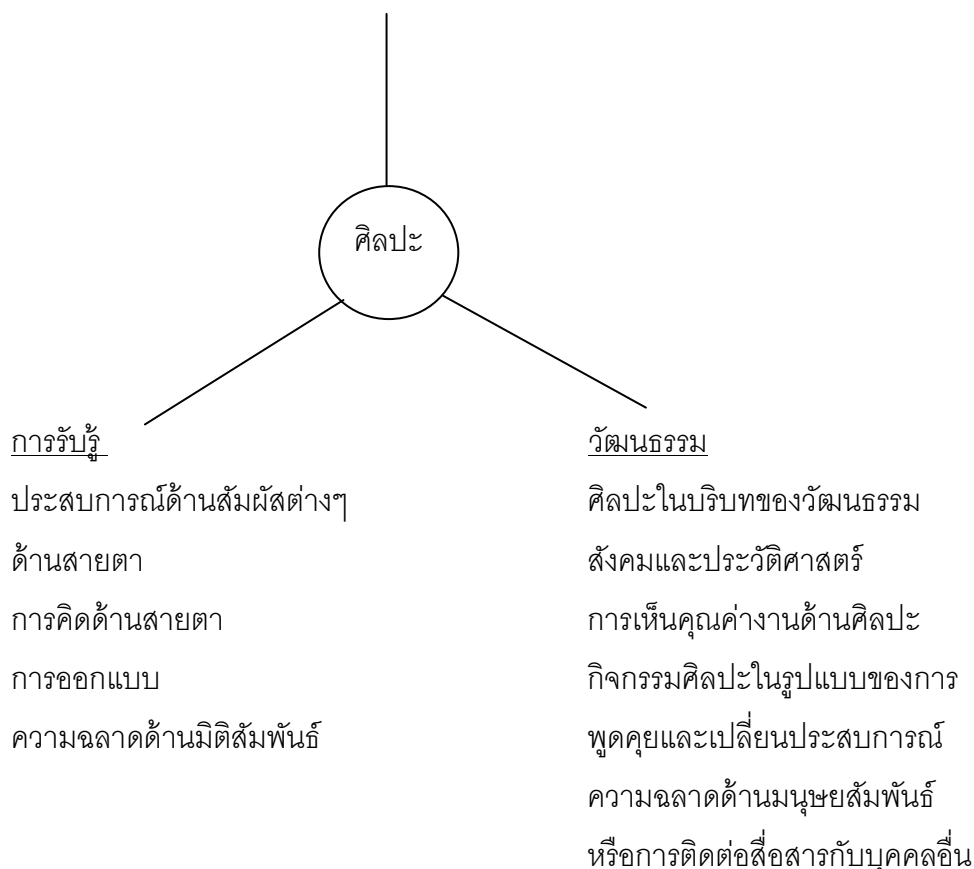 ศิลปะ
การรับรู้
ประสบการณ์ด้านสัมผัสต่างๆ
ด้านสายตา
การคิดด้านสายตา
การออกแบบ
ความฉลาดด้านมิติสัมพันธ์
วัฒนธรรม
ศิลปะในบริบทของวัฒนธรรม
สังคมและประวัติศาสตร์
การเห็นคุณค่างานด้านศิลปะ
กิจกรรมศิลปะในรูปแบบของการ
พูดคุยและเปลี่ยนประสบการณ์
ความฉลาดด้านมนุษยสัมพันธ์
หรือการติดต่อสื่อสารกับบุคคลอื่น